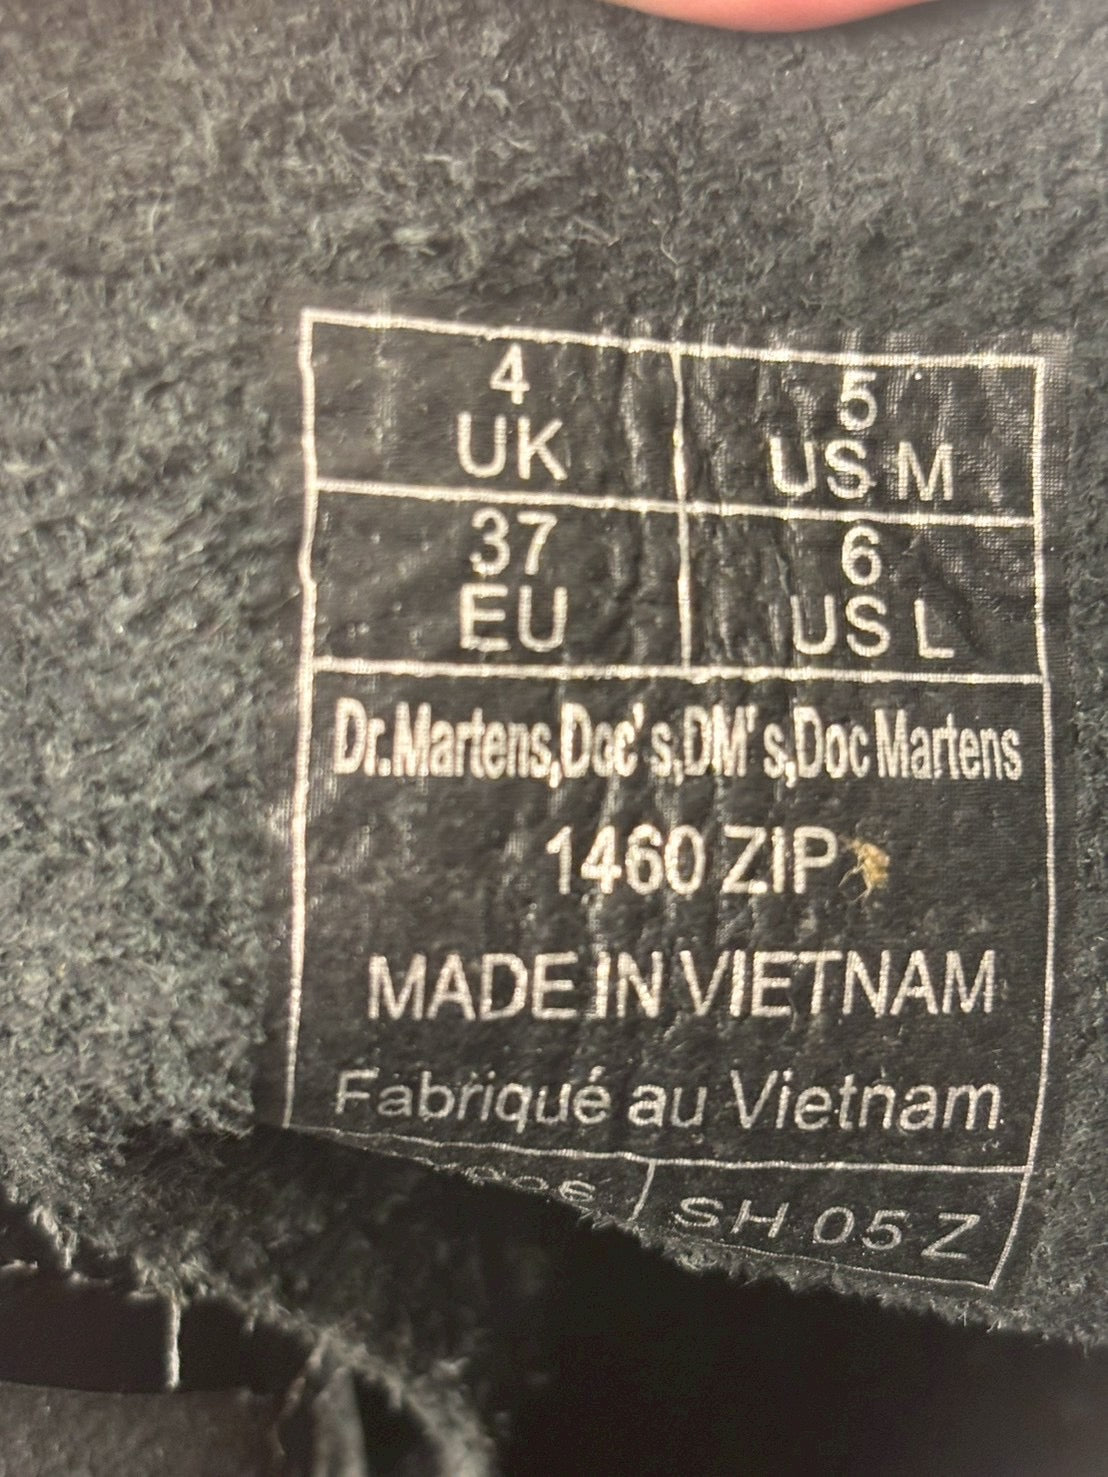 4
UK
5
US M
37
EU
6
US L
Dr.Martens,Doc's,DM's,Doc Martens
1460 ZIP
MADE IN VIETNAM
Fabriqué au Vietnam
SH 05 Z